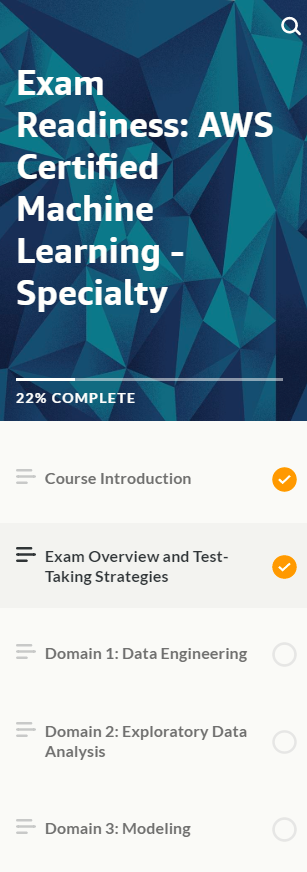 Exam
Readiness: AWS
Certified
Machine
Learning -
Specialty
22% COMPLETE
Course Introduction
Exam Overview and Test-
Taking Strategies
Domain 1: Data Engineering
Domain 2: Exploratory Data
Analysis
Domain 3: Modeling